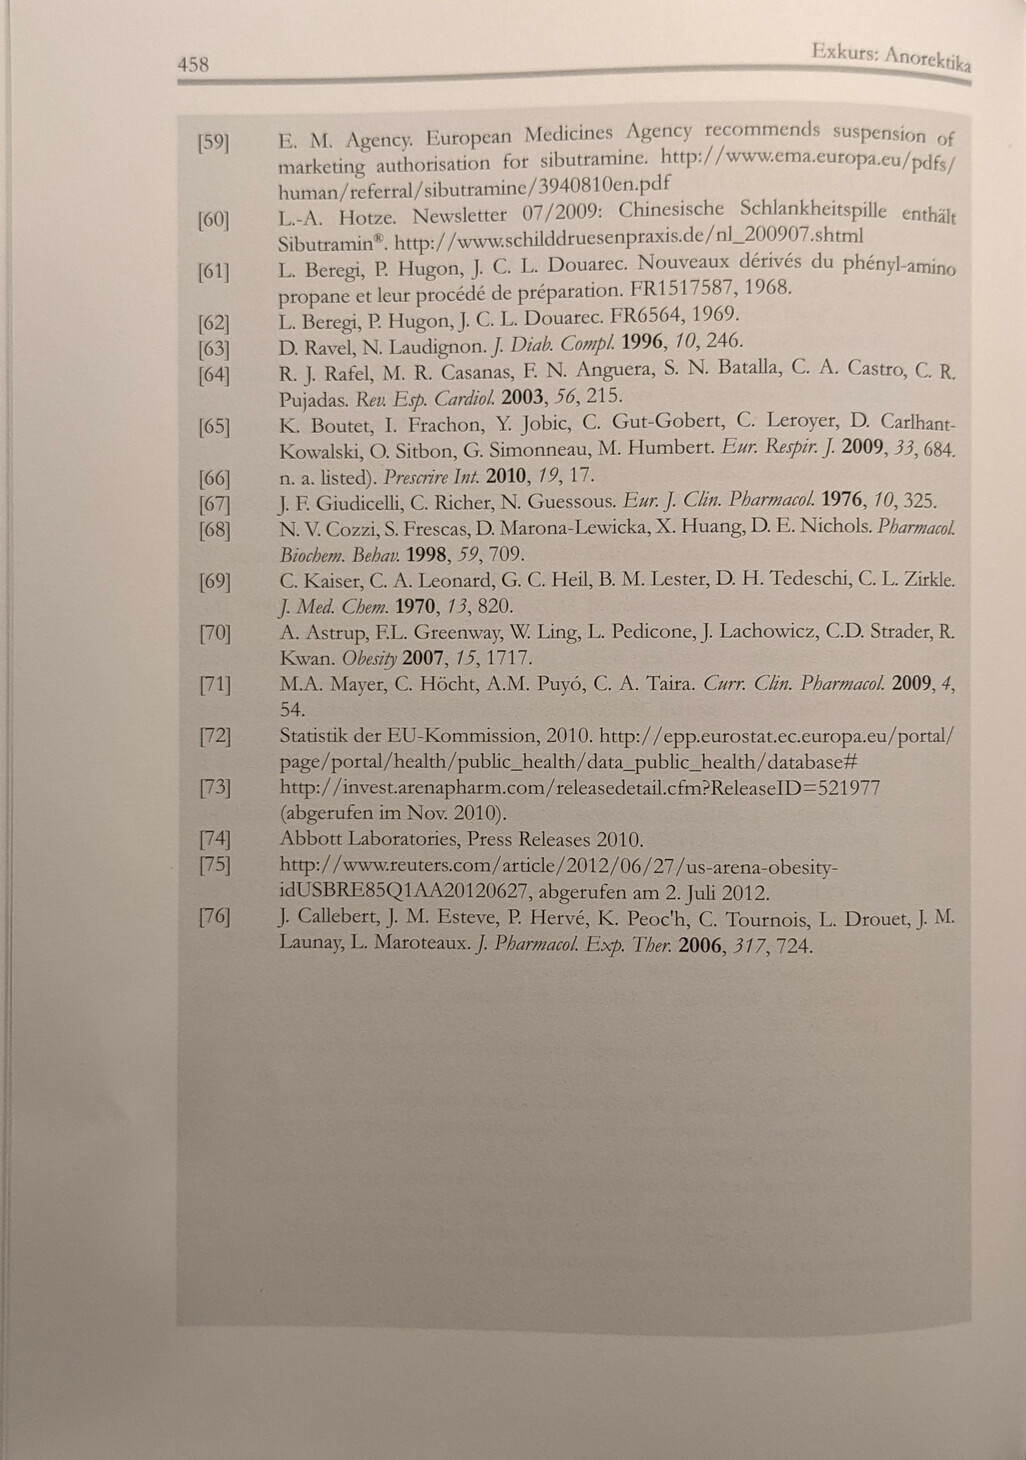 458
Exkurs: Anorektika
[59] E. M. Agency. European Medicines Agency recommends suspension of
marketing authorisation for sibutramine. http://www.ema.europa.eu/pdfs/
human/referral/sibutramine/3940810en.pdf
[60] L.-A. Hotze. Newsletter 07/2009: Chinesische Schlankheitspille enthält
Sibutramin®. http://www.schilddruesenpraxis.de/nl_200907.shtml
[61] L. Beregi, P. Hugon, J. C. L. Douarec. Nouveaux dérivés du phényl-amino
propane et leur procédé de préparation. FR1517587, 1968.
[62] L. Beregi, P. Hugon, J. C. L. Douarec. FR6564, 1969.
[63] D. Ravel, N. Laudignon. J. Diab. Compl. 1996, 10, 246.
[64] R. J. Rafel, M. R. Casanas, F. N. Anguera, S. N. Batalla, C. A. Castro, C. R.
Pujadas. Rev. Esp. Cardiol. 2003, 56, 215.
[65] K. Boutet, I. Frachon, Y. Jobic, C. Gut-Gobert, C. Leroyer, D. Carlhant-
Kowalski, O. Sitbon, G. Simonneau, M. Humbert. Eur. Respir. J. 2009, 33, 684.
[66] n. a. listed). Prescrire Int. 2010, 19, 17.
[67] J. F. Giudicelli, C. Richer, N. Guessous. Eur. J. Clin. Pharmacol. 1976, 10, 325.
[68] N. V. Cozzi, S. Frescas, D. Marona-Lewicka, X. Huang, D. E. Nichols. Pharmacol.
Biochem. Behav. 1998, 59, 709.
[69] C. Kaiser, C. A. Leonard, G. C. Heil, B. M. Lester, D. H. Tedeschi, C. L. Zirkle.
J. Med. Chem. 1970, 13, 820.
[70] A. Astrup, F.L. Greenway, W. Ling, L. Pedicone, J. Lachowicz, C.D. Strader, R.
Kwan. Obesity 2007, 15, 1717.
[71] M.A. Mayer, C. Höcht, A.M. Puyó, C. A. Taira. Curr. Clin. Pharmacol. 2009, 4,
54.
[72] Statistik der EU-Kommission, 2010. http://epp.eurostat.ec.europa.eu/portal/
page/portal/health/public_health/data_public_health/database#
[73] http://invest.arenapharm.com/releasedetail.cfm?ReleaseID=521977
(abgerufen im Nov. 2010).
[74] Abbott Laboratories, Press Releases 2010.
[75] http://www.reuters.com/article/2012/06/27/us-arena-obesity-
idUSBRE85Q1AA20120627, abgerufen am 2. Juli 2012.
[76] J. Callebert, J. M. Esteve, P. Hervé, K. Peoc'h, C. Tournois, L. Drouet, J. M.
Launay, L. Maroteaux. J. Pharmacol. Exp. Ther. 2006, 317, 724.